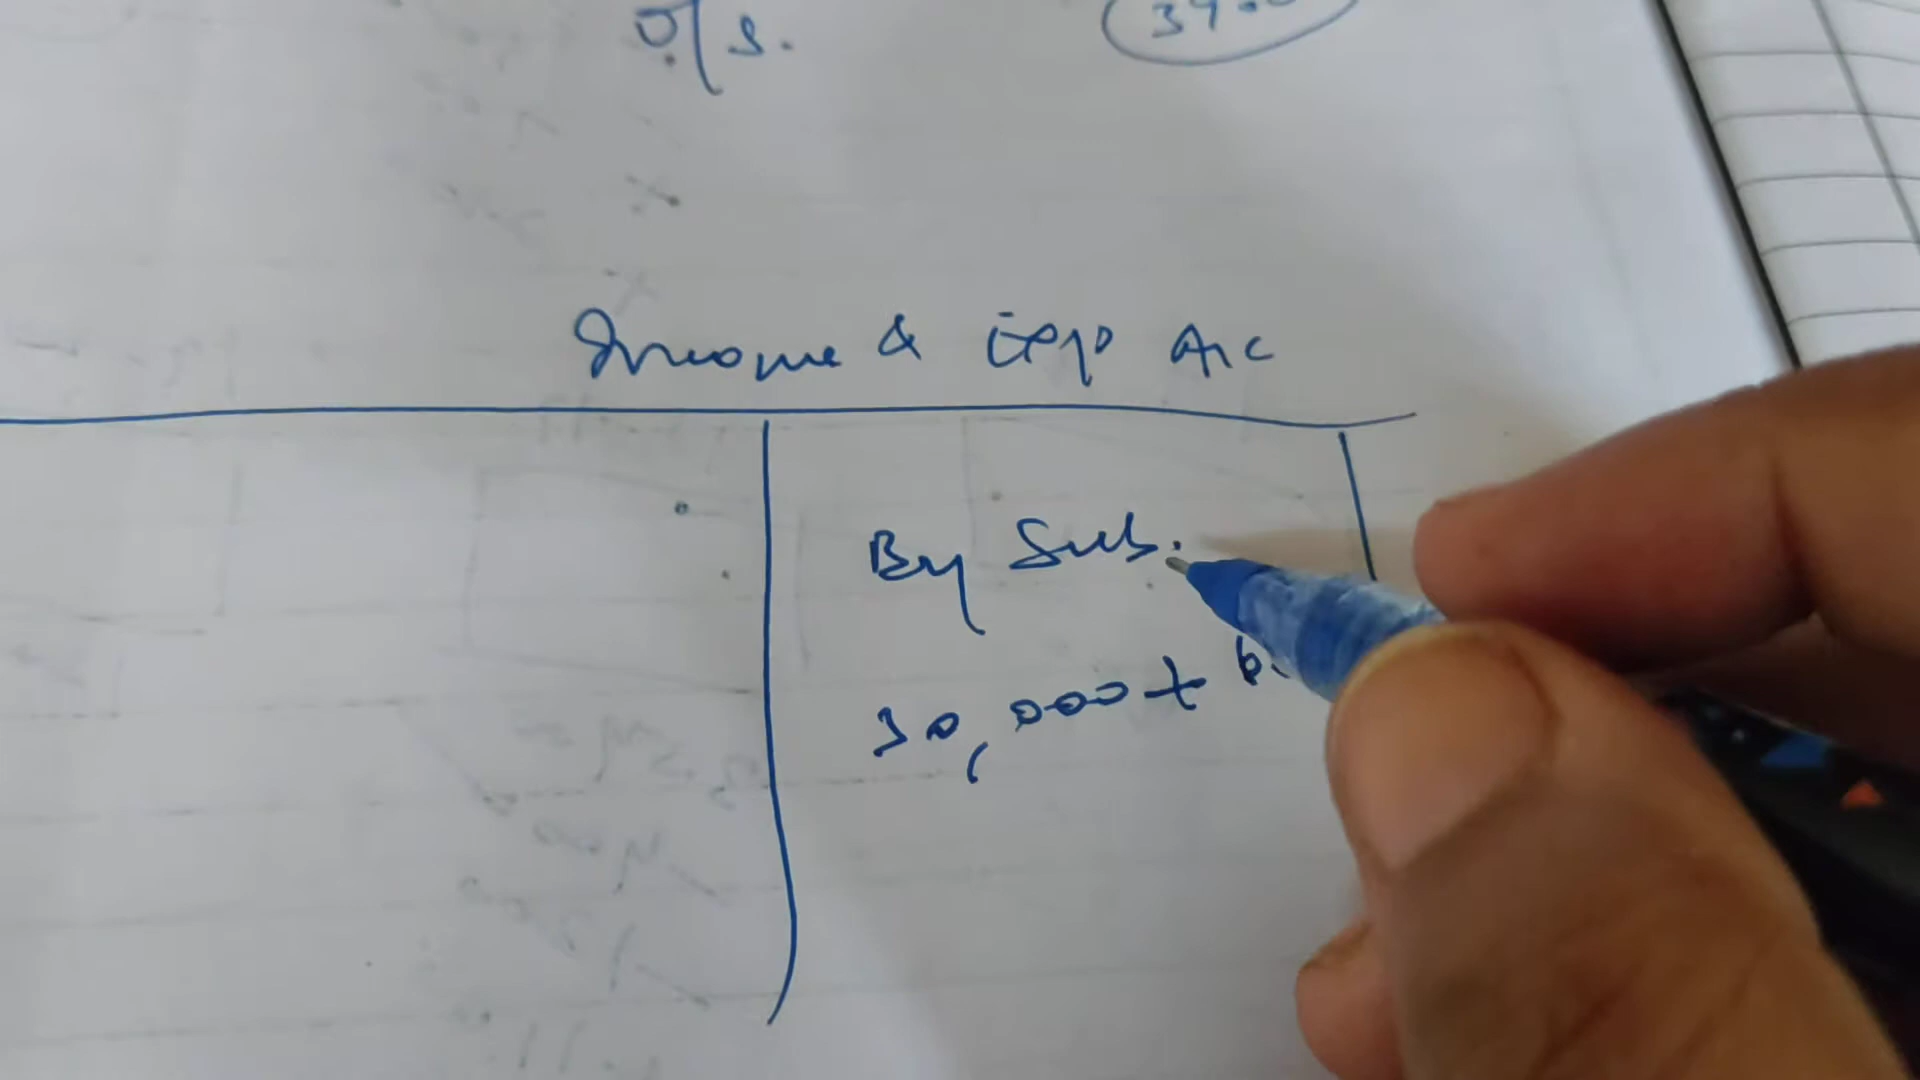 O/s.
Income & Exp A/c
By Sub.
30,000 +